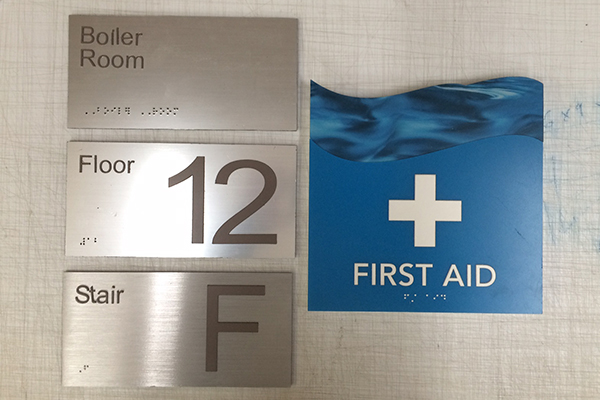 Boiler
Room
Floor 12
Stair F
FIRST AID